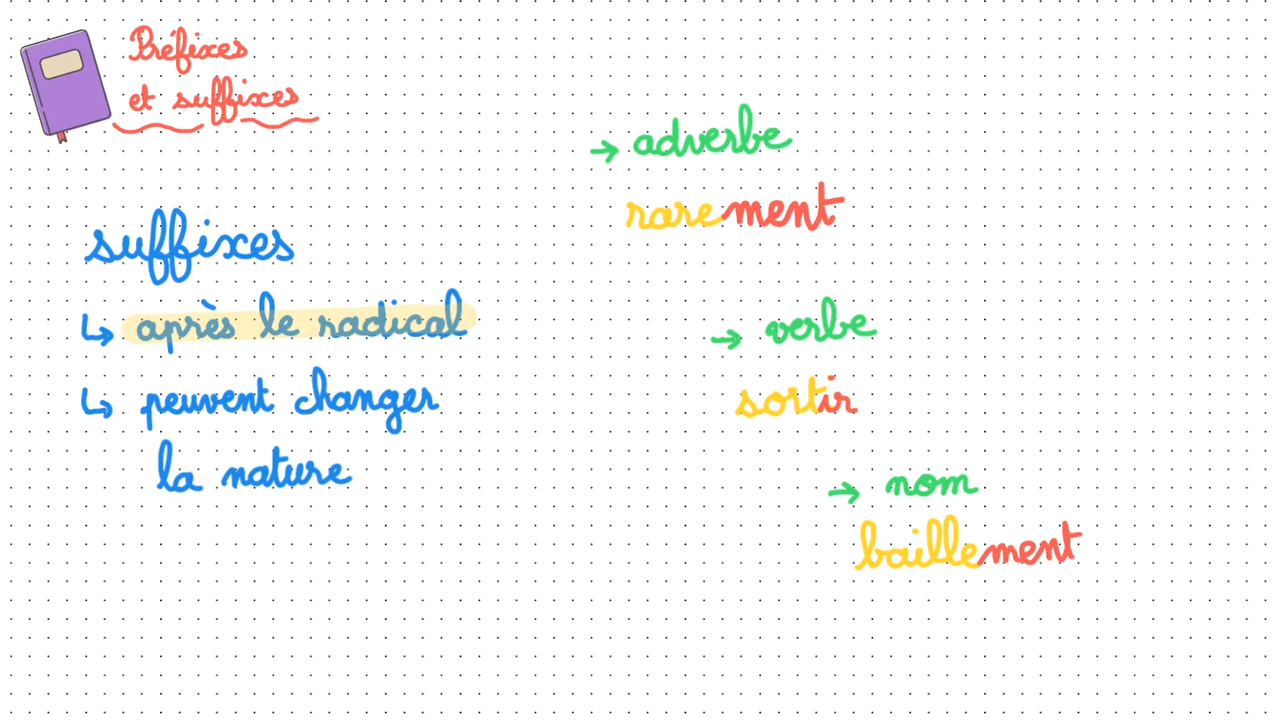 Préfixes
et suffixes
suffixes
↳ après le radical
↳ peuvent changer
la nature
→ adverbe
rarement
→ verbe
sortir
→ nom
baillement